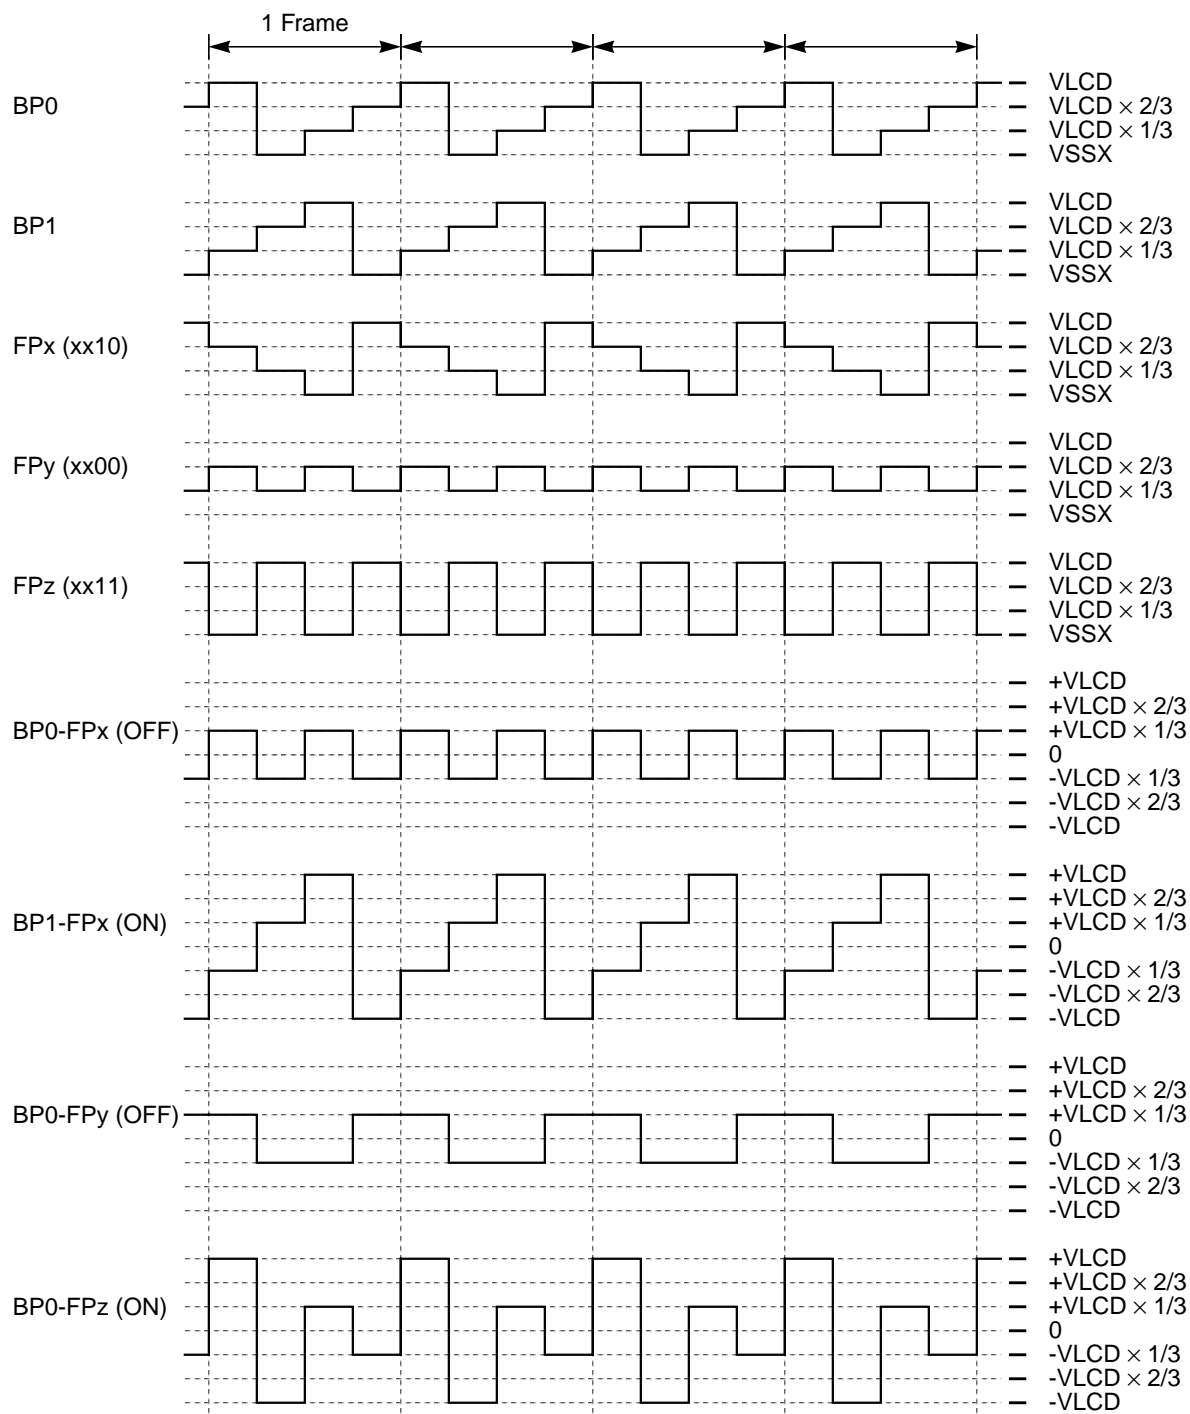 1 Frame
BP0
VLCD
VLCD × 2/3
VLCD × 1/3
VSSX
BP1
VLCD
VLCD × 2/3
VLCD × 1/3
VSSX
FPx (xx10)
VLCD
VLCD × 2/3
VLCD × 1/3
VSSX
FPy (xx00)
VLCD
VLCD × 2/3
VLCD × 1/3
VSSX
FPz (xx11)
VLCD
VLCD × 2/3
VLCD × 1/3
VSSX
BP0-FPx (OFF)
+VLCD
+VLCD × 2/3
+VLCD × 1/3
0
-VLCD × 1/3
-VLCD × 2/3
-VLCD
BP1-FPx (ON)
+VLCD
+VLCD × 2/3
+VLCD × 1/3
0
-VLCD × 1/3
-VLCD × 2/3
-VLCD
BP0-FPy (OFF)
+VLCD
+VLCD × 2/3
+VLCD × 1/3
0
-VLCD × 1/3
-VLCD × 2/3
-VLCD
BP0-FPz (ON)
+VLCD
+VLCD × 2/3
+VLCD × 1/3
0
-VLCD × 1/3
-VLCD × 2/3
-VLCD